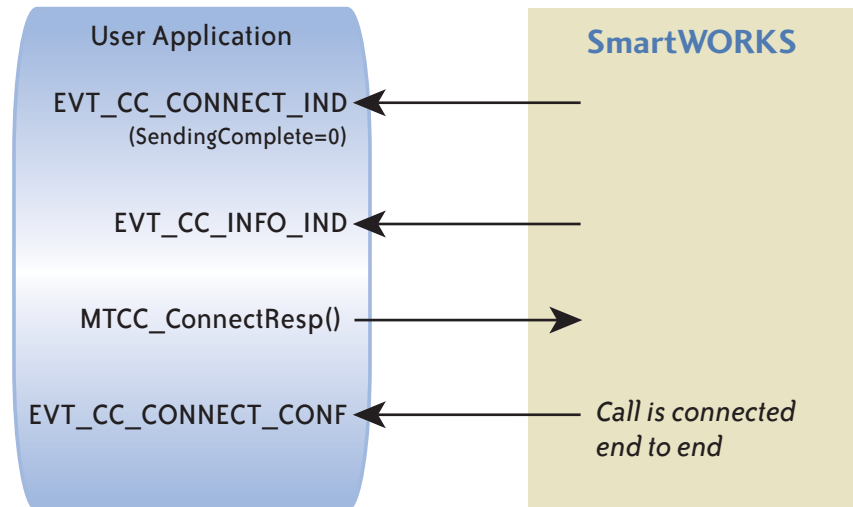 User Application
SmartWORKS
EVT_CC_CONNECT_IND
(SendingComplete=0)
EVT_CC_INFO_IND
MTCC_ConnectResp()
EVT_CC_CONNECT_CONF
Call is connected
end to end